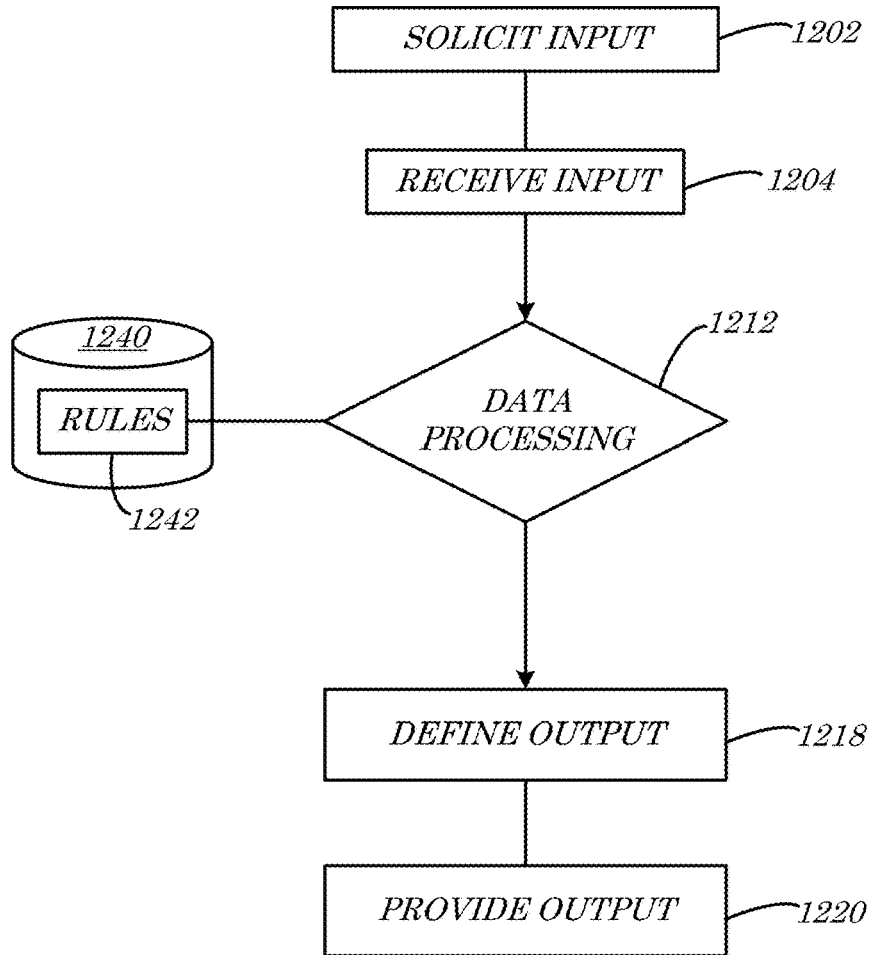 SOLICIT INPUT
1202
RECEIVE INPUT
1204
1212
1240
RULES
DATA
PROCESSING
1242
DEFINE OUTPUT
1218
PROVIDE OUTPUT
1220